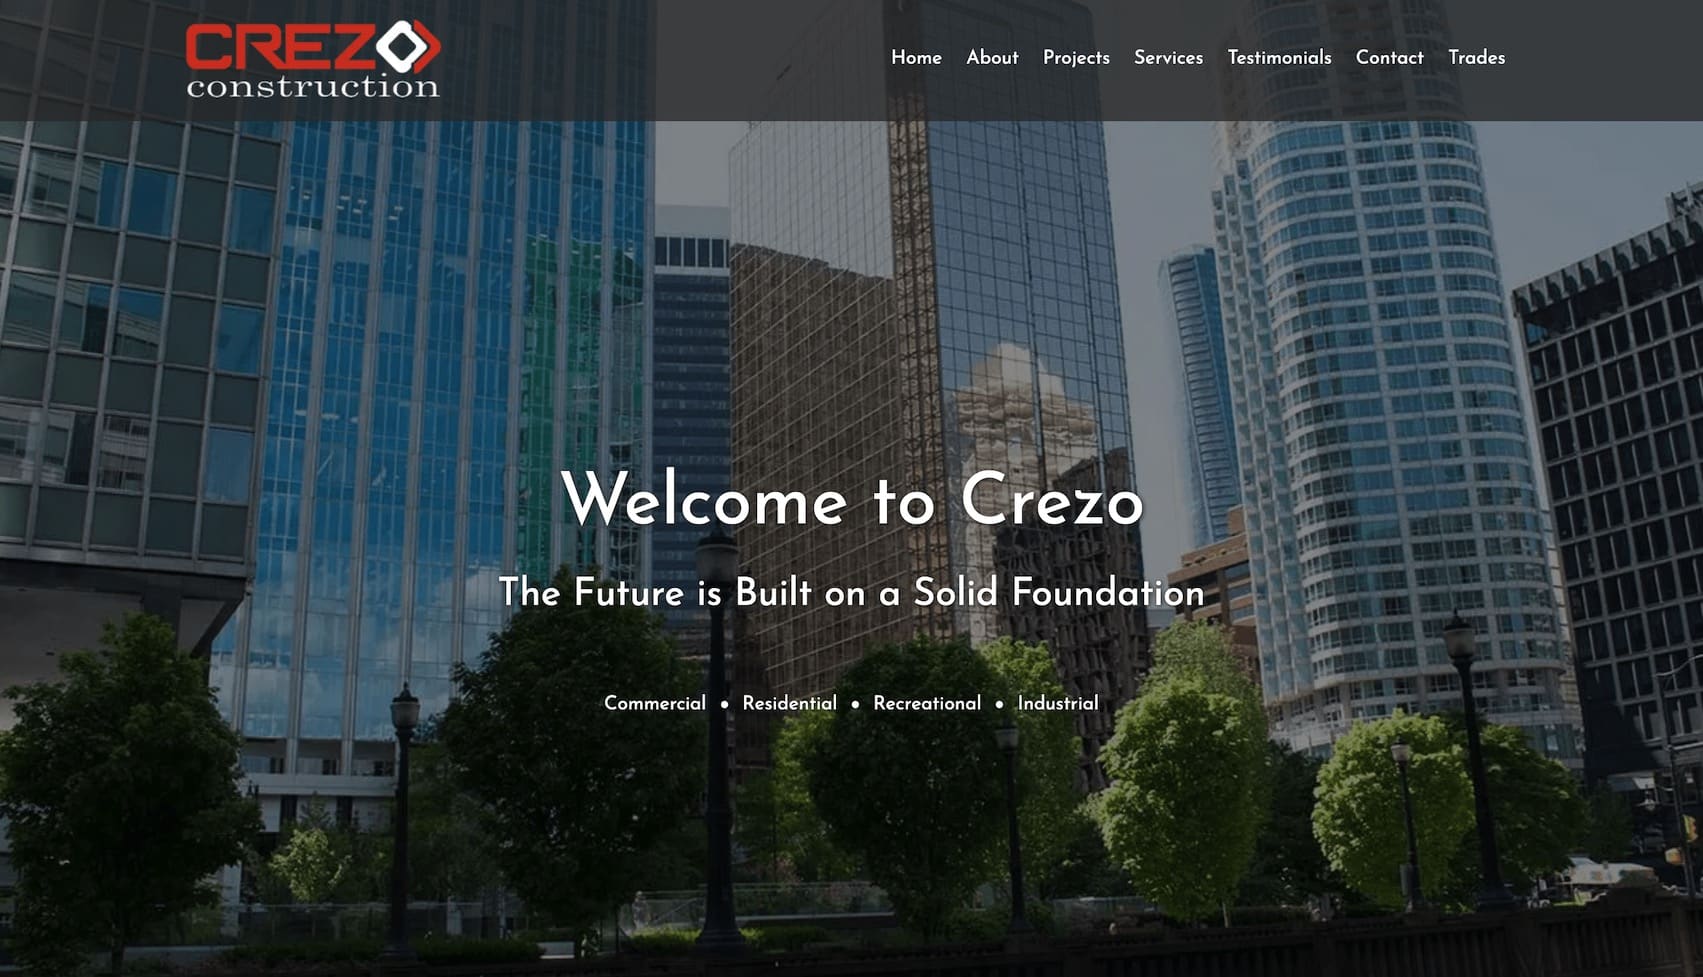 CREZO
construction
Home About Projects Services Testimonials Contact Trades
Welcome to Crezo
The Future is Built on a Solid Foundation
Commercial • Residential • Recreational • Industrial